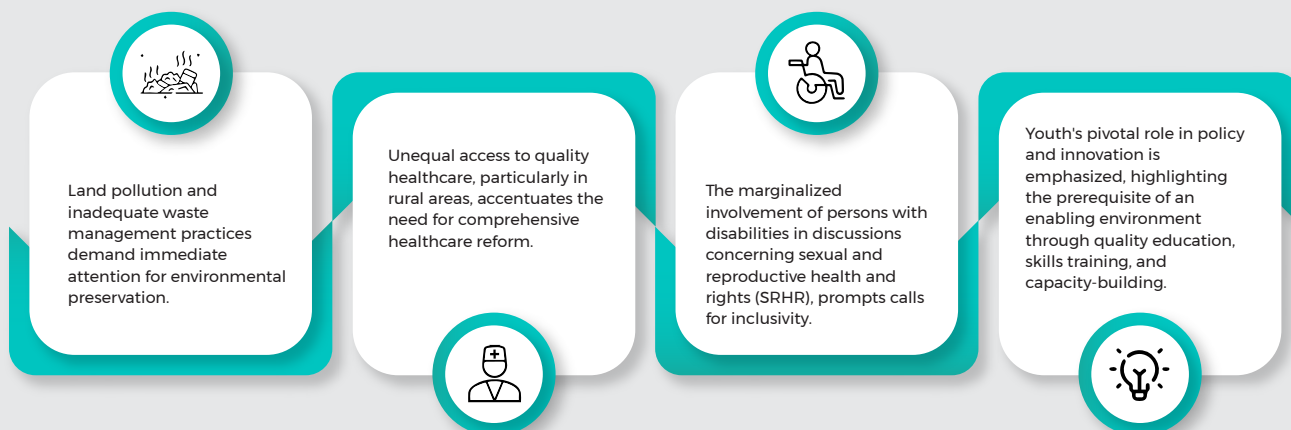 Land pollution and
inadequate waste
management practices
demand immediate
attention for environmental
preservation.
Unequal access to quality
healthcare, particularly in
rural areas, accentuates the
need for comprehensive
healthcare reform.
The marginalized
involvement of persons with
disabilities in discussions
concerning sexual and
reproductive health and
rights (SRHR), prompts calls
for inclusivity.
Youth's pivotal role in policy
and innovation is
emphasized, highlighting
the prerequisite of an
enabling environment
through quality education,
skills training, and
capacity-building.